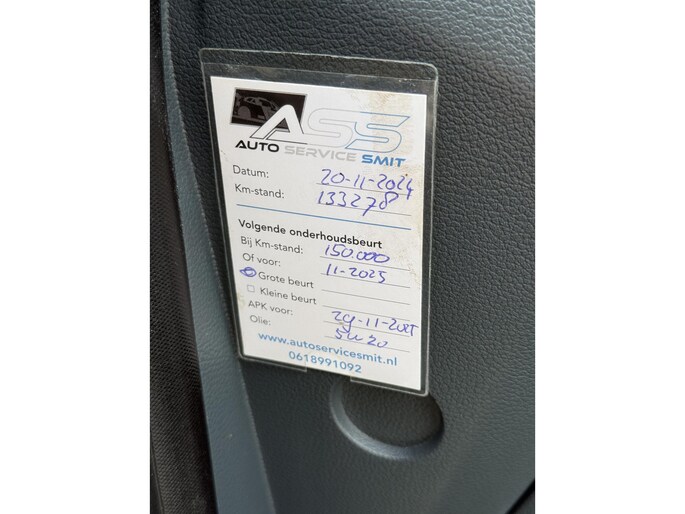 ASS
AUTO SERVICE SMIT
Datum: 20-11-2024
Km-stand: 133278
Volgende onderhoudsbeurt
Bij Km-stand: 150.000
Of voor: 11-2025
Grote beurt
Kleine beurt
APK voor: 29-11-2025
Olie: 5w20
www.autoservicesmit.nl
0618991092